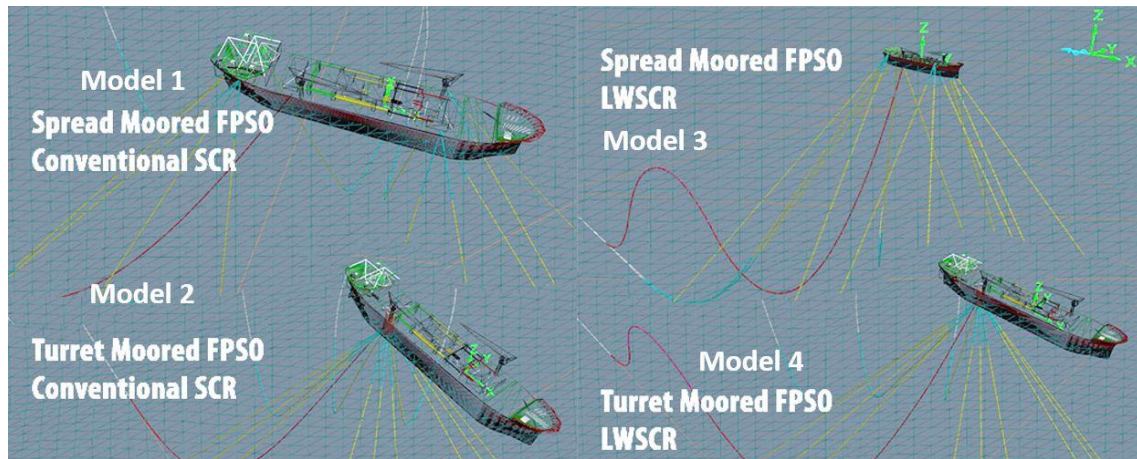 Model 1
Spread Moored FPSO
Conventional SCR
Model 2
Turret Moored FPSO
Conventional SCR
Spread Moored FPSO
LWSCR
Model 3
Model 4
Turret Moored FPSO
LWSCR
Z
Y
X
Z
Z
Y
Z